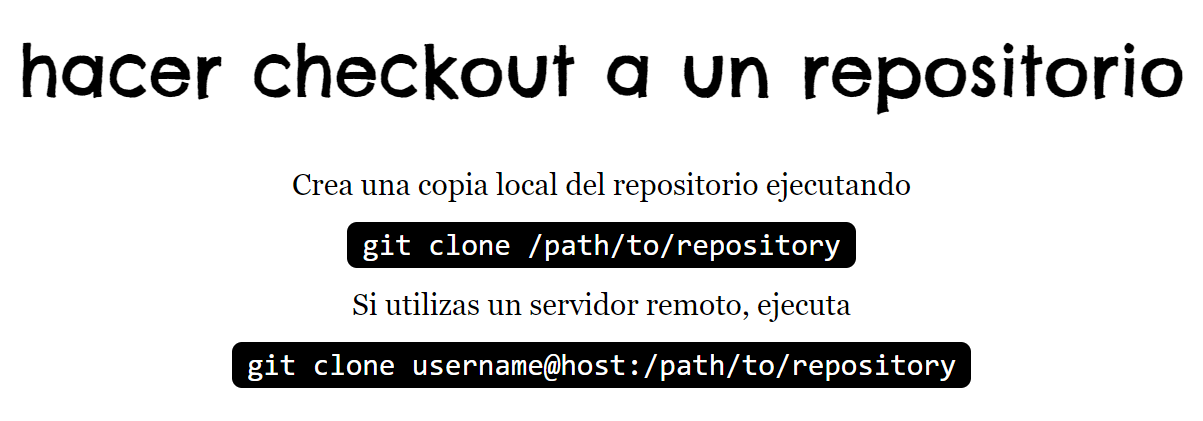 hacer checkout a un repositorio
Crea una copia local del repositorio ejecutando
git clone /path/to/repository
Si utilizas un servidor remoto, ejecuta
git clone username@host:/path/to/repository